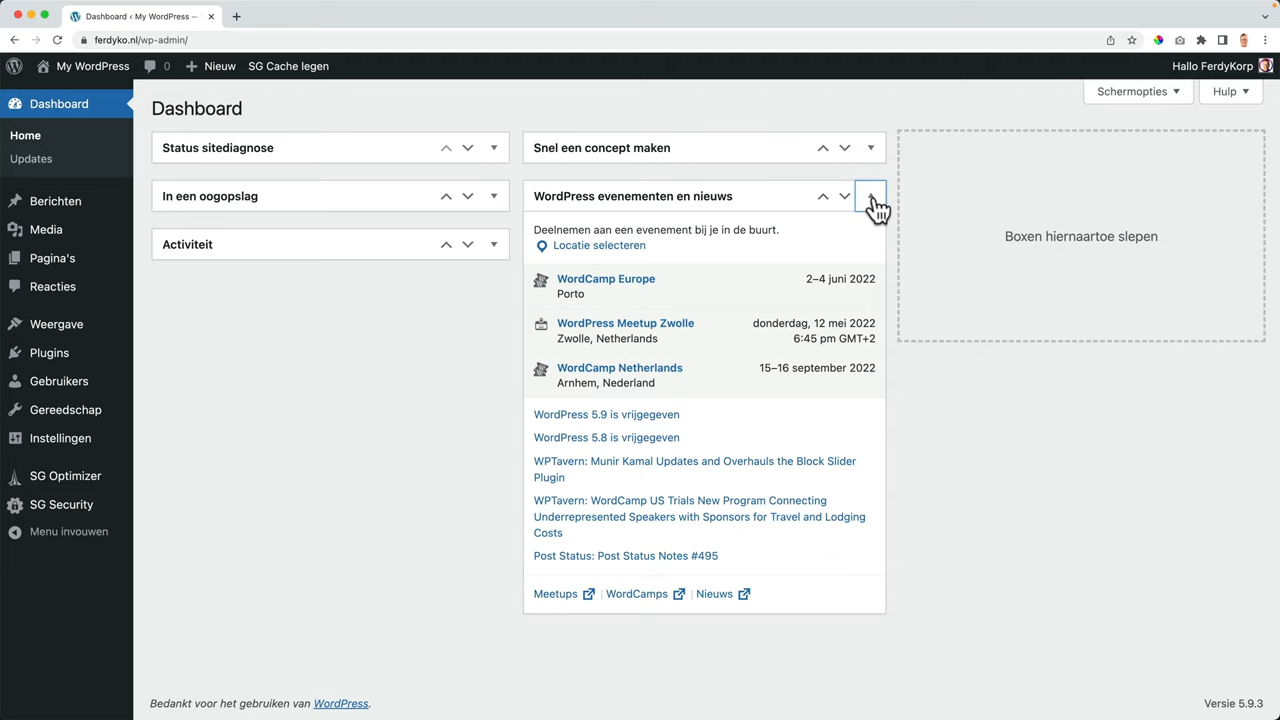 Dashboard ‹ My WordPress —
ferdyko.nl/wp-admin/
My WordPress 0 Nieuw SG Cache legen Hallo FerdyKorp
Dashboard
Home
Updates
Berichten
Media
Pagina's
Reacties
Weergave
Plugins
Gebruikers
Gereedschap
Instellingen
SG Optimizer
SG Security
Menu invouwen
Schermopties Hulp
Dashboard
Status sitediagnose
In een oogopslag
Activiteit
Snel een concept maken
WordPress evenementen en nieuws
Deelnemen aan een evenement bij je in de buurt.
Locatie selecteren
WordCamp Europe 2–4 juni 2022
Porto
WordPress Meetup Zwolle donderdag, 12 mei 2022
Zwolle, Netherlands 6:45 pm GMT+2
WordCamp Netherlands 15–16 september 2022
Arnhem, Nederland
WordPress 5.9 is vrijgegeven
WordPress 5.8 is vrijgegeven
WPTavern: Munir Kamal Updates and Overhauls the Block Slider
Plugin
WPTavern: WordCamp US Trials New Program Connecting
Underrepresented Speakers with Sponsors for Travel and Lodging
Costs
Post Status: Post Status Notes #495
Meetups | WordCamps | Nieuws
Boxen hiernaartoe slepen
Bedankt voor het gebruiken van WordPress.
Versie 5.9.3